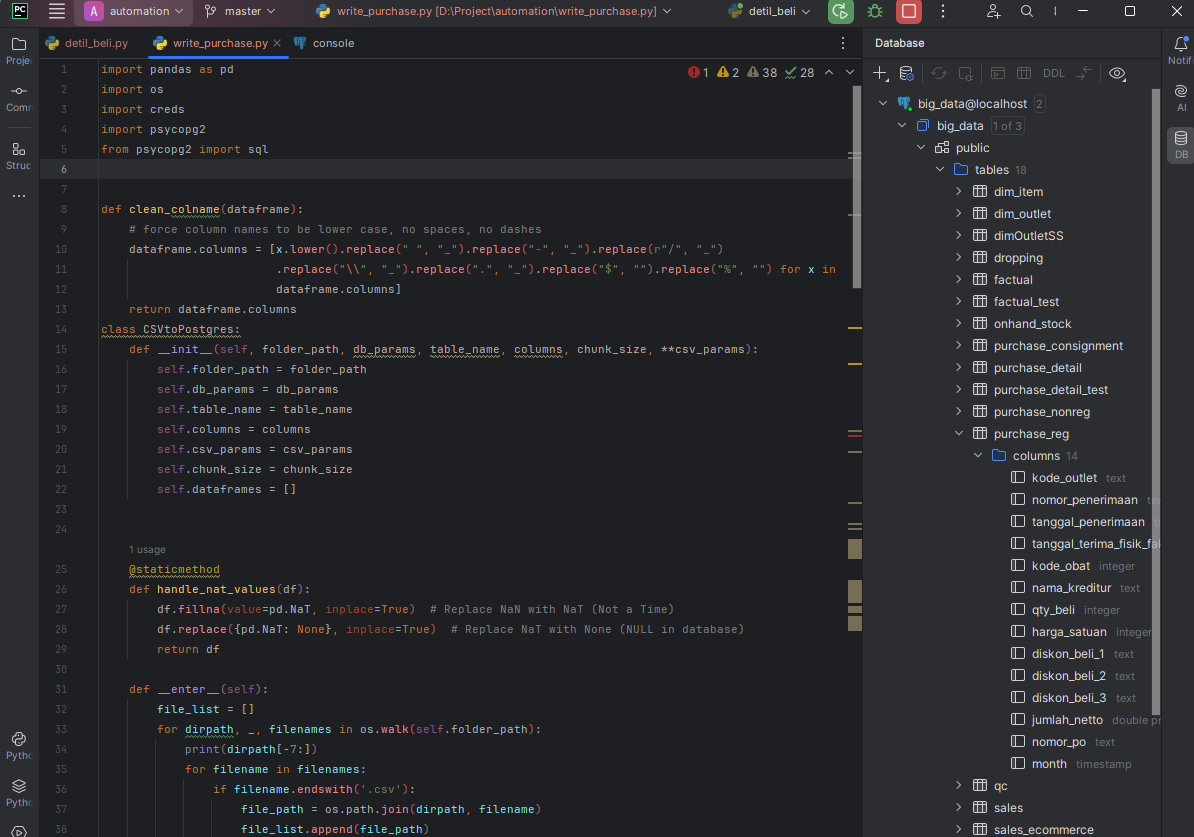 PC
A automation
master
write_purchase.py [D:\Project\automation\write_purchase.py]
detil_beli
Proje
Comm
Struc
Pytho
Pytho
detil_beli.py
write_purchase.py
console
1 2 38 28
1 import pandas as pd
2 import os
3 import creds
4 import psycopg2
5 from psycopg2 import sql
6
7
8 def clean_colname(dataframe):
9 # force column names to be lower case, no spaces, no dashes
10 dataframe.columns = [x.lower().replace(" ", "_").replace("-", "_").replace(r"/", "_")
11 .replace("\\", "_").replace(".", "_").replace("$", "").replace("%", "") for x in
12 dataframe.columns]
13 return dataframe.columns
14 class CSVtoPostgres:
15 def __init__(self, folder_path, db_params, table_name, columns, chunk_size, **csv_params):
16 self.folder_path = folder_path
17 self.db_params = db_params
18 self.table_name = table_name
19 self.columns = columns
20 self.csv_params = csv_params
21 self.chunk_size = chunk_size
22 self.dataframes = []
23
24
1 usage
25 @staticmethod
26 def handle_nat_values(df):
27 df.fillna(value=pd.NaT, inplace=True) # Replace NaN with NaT (Not a Time)
28 df.replace({pd.NaT: None}, inplace=True) # Replace NaT with None (NULL in database)
29 return df
30
31 def __enter__(self):
32 file_list = []
33 for dirpath, _, filenames in os.walk(self.folder_path):
34 print(dirpath[-7:])
35 for filename in filenames:
36 if filename.endswith('.csv'):
37 file_path = os.path.join(dirpath, filename)
38 file_list.append(file_path)
Database
DDL
big_data@localhost 2
big_data 1 of 3
public
tables 18
dim_item
dim_outlet
dimOutletSS
dropping
factual
factual_test
onhand_stock
purchase_consignment
purchase_detail
purchase_detail_test
purchase_nonreg
purchase_reg
columns 14
kode_outlet text
nomor_penerimaan te
tanggal_penerimaan t
tanggal_terima_fisik_fa
kode_obat integer
nama_kreditur text
qty_beli integer
harga_satuan integer
diskon_beli_1 text
diskon_beli_2 text
diskon_beli_3 text
jumlah_netto double pr
nomor_po text
month timestamp
qc
sales
sales_ecommerce
Notif
AI
DB